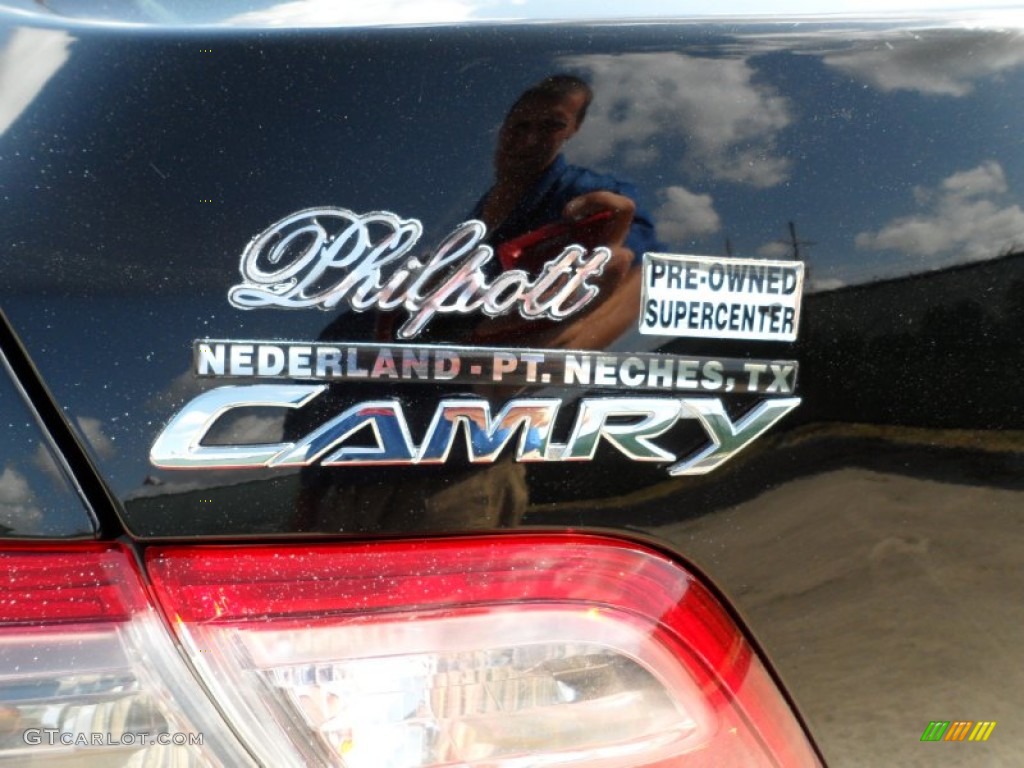 Philpott
PRE-OWNED
SUPERCENTER
NEDERLAND - PT. NECHES, TX
CAMRY
GTCARLOT.COM